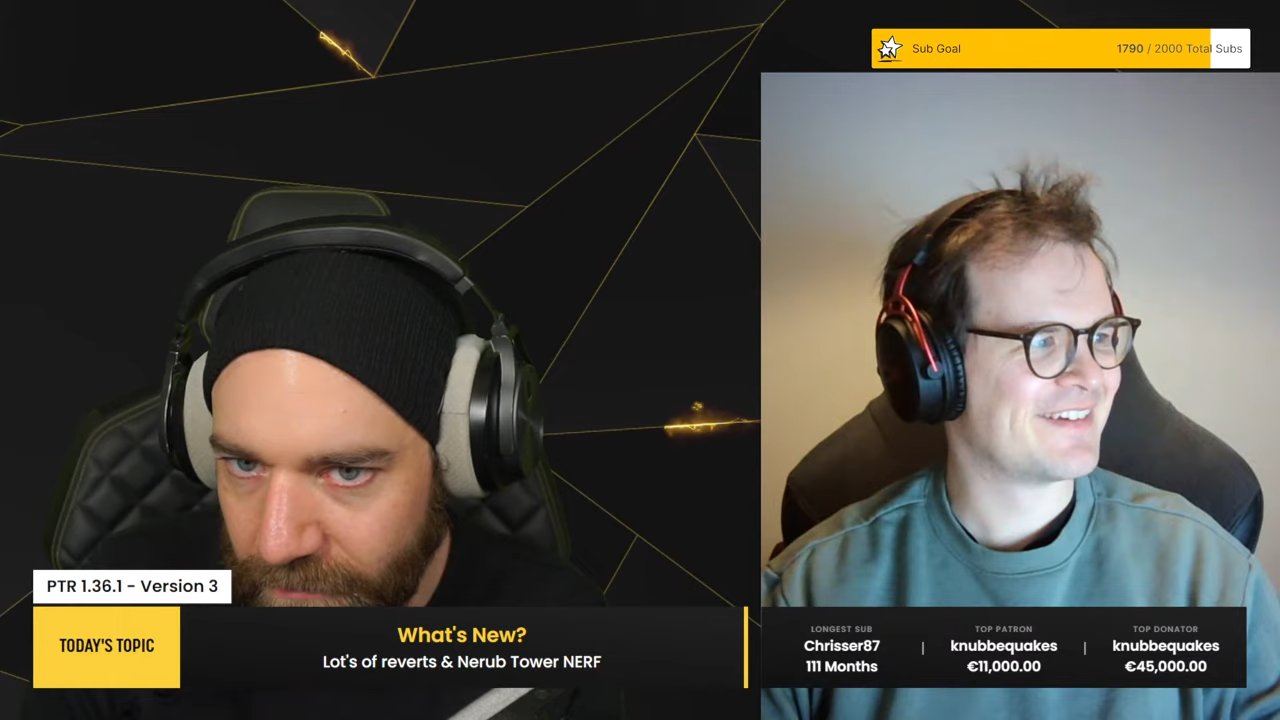 Sub Goal
1790 / 2000 Total Subs
PTR 1.36.1 - Version 3
TODAY'S TOPIC
What's New?
Lot's of reverts & Nerub Tower NERF
LONGEST SUB
Chrisser87
111 Months
|
TOP PATRON
knubbequakes
€11,000.00
|
TOP DONATOR
knubbequakes
€45,000.00